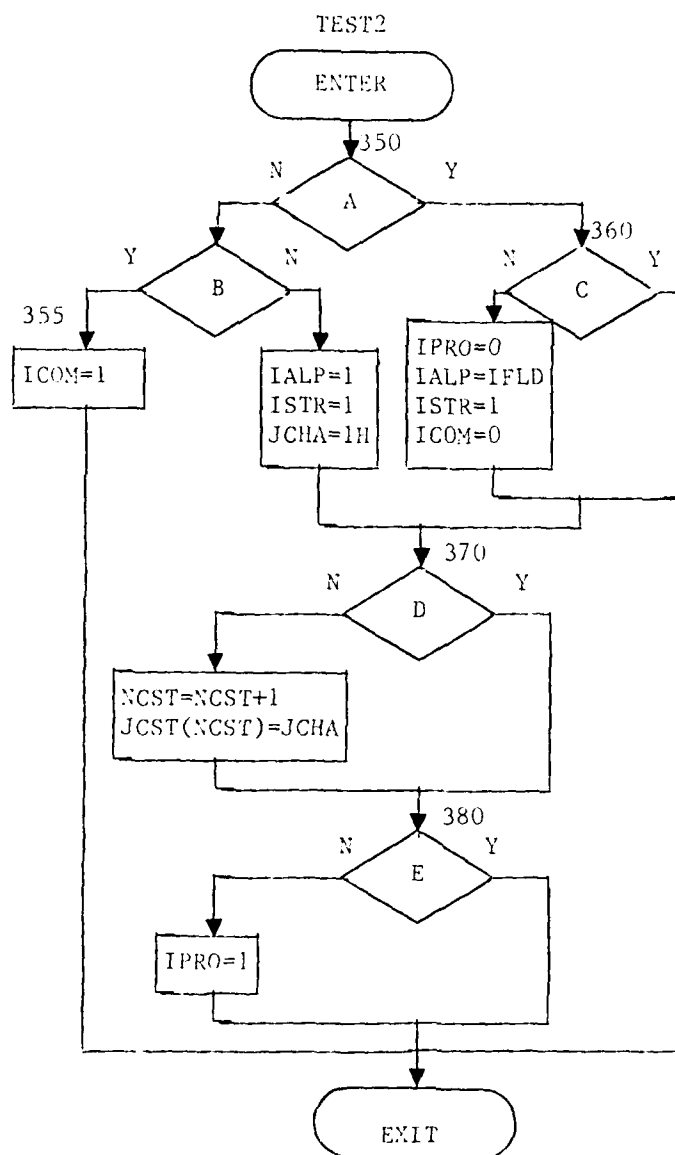 TEST2
ENTER
350
N
Y
A
360
Y
N
N
Y
B
C
355
ICOM=1
IALP=1
ISTR=1
JCHA=1H
IPRO=0
IALP=IFLD
ISTR=1
ICOM=0
370
N
Y
D
NCST=NCST+1
JCST(NCST)=JCHA
380
N
Y
E
IPRO=1
EXIT